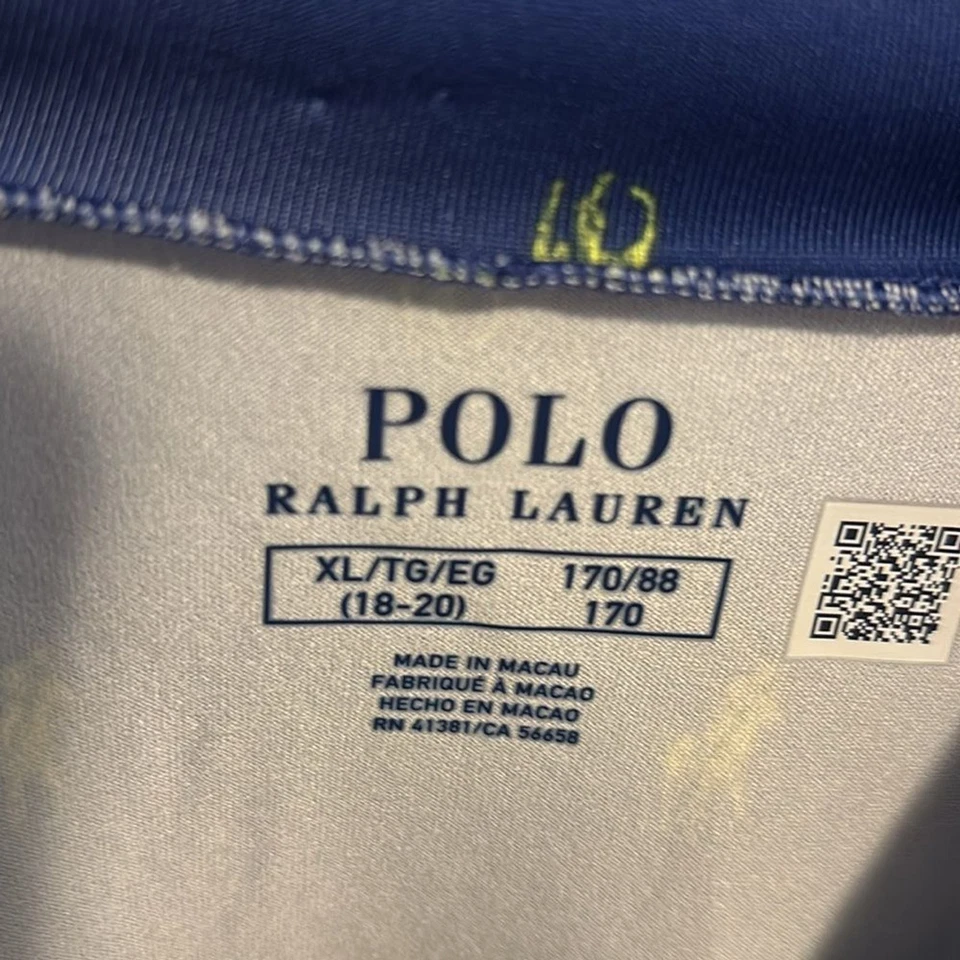 POLO
RALPH LAUREN
XL/TG/EG 170/88
(18-20) 170
MADE IN MACAU
FABRIQUÉ À MACAO
HECHO EN MACAO
RN 41381/CA 56658